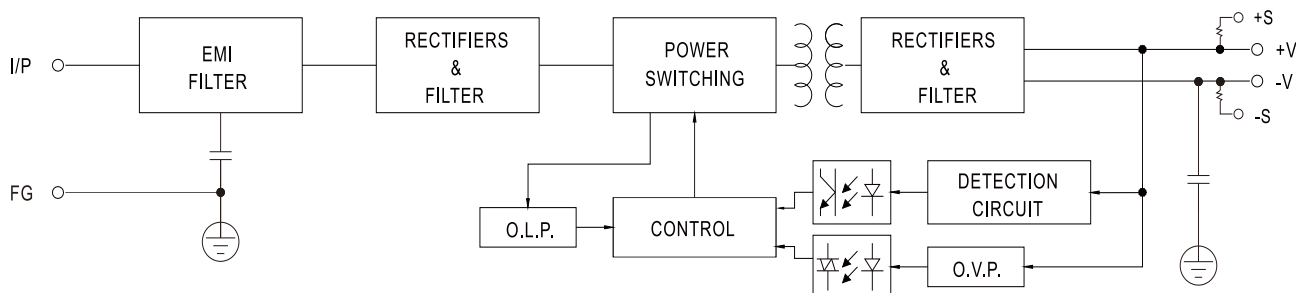 +S
I/P
EMI
FILTER
RECTIFIERS
&
FILTER
POWER
SWITCHING
RECTIFIERS
&
FILTER
+V
-V
-S
FG
O.L.P.
CONTROL
DETECTION
CIRCUIT
O.V.P.